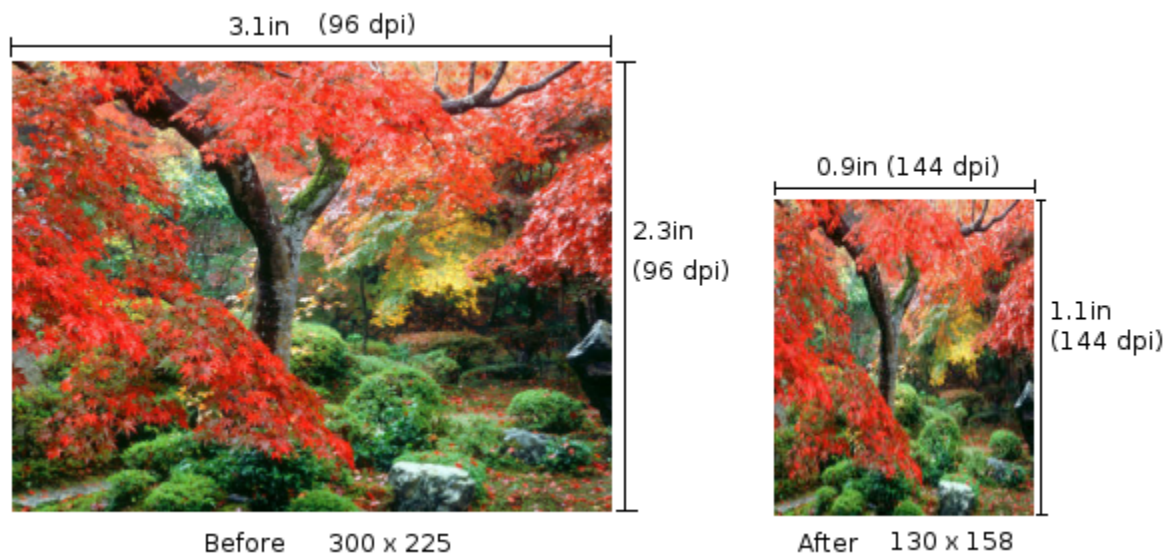 3.1in (96 dpi)
2.3in
(96 dpi)
Before 300 x 225
0.9in (144 dpi)
1.1in
(144 dpi)
After 130 x 158